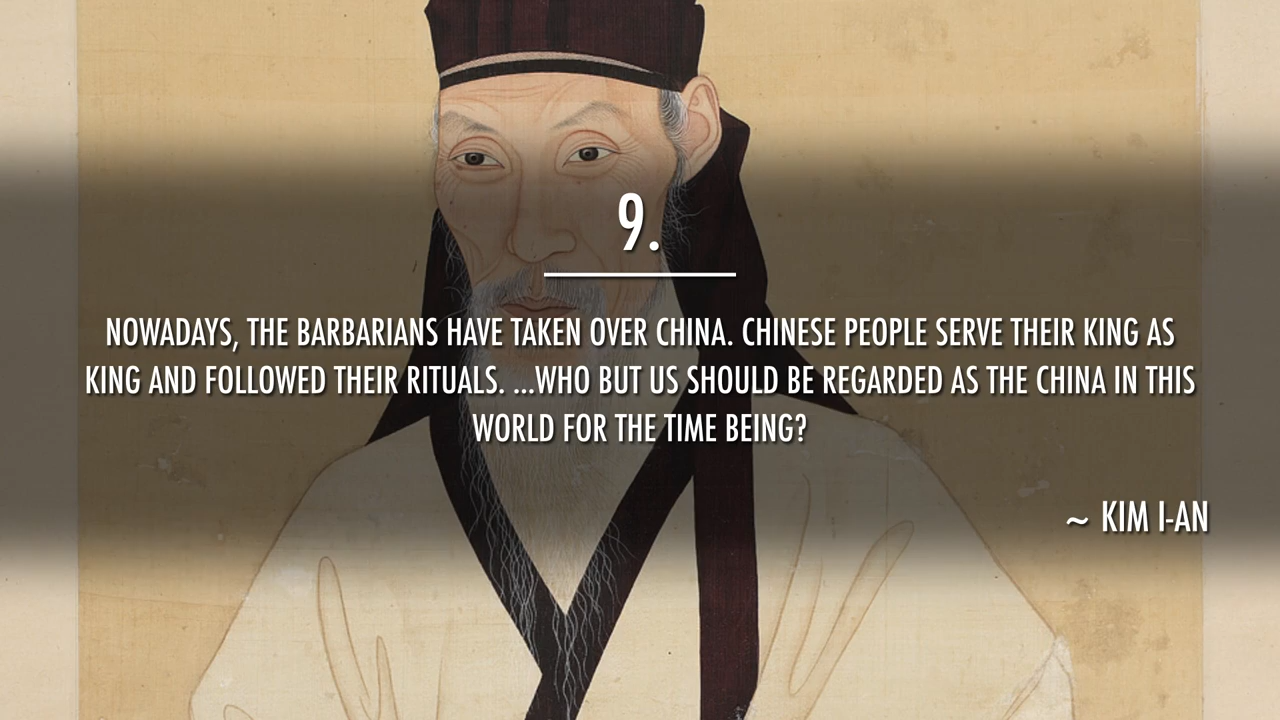 9.
NOWADAYS, THE BARBARIANS HAVE TAKEN OVER CHINA. CHINESE PEOPLE SERVE THEIR KING AS
KING AND FOLLOWED THEIR RITUALS. ...WHO BUT US SHOULD BE REGARDED AS THE CHINA IN THIS
WORLD FOR THE TIME BEING?
~ KIM I-AN